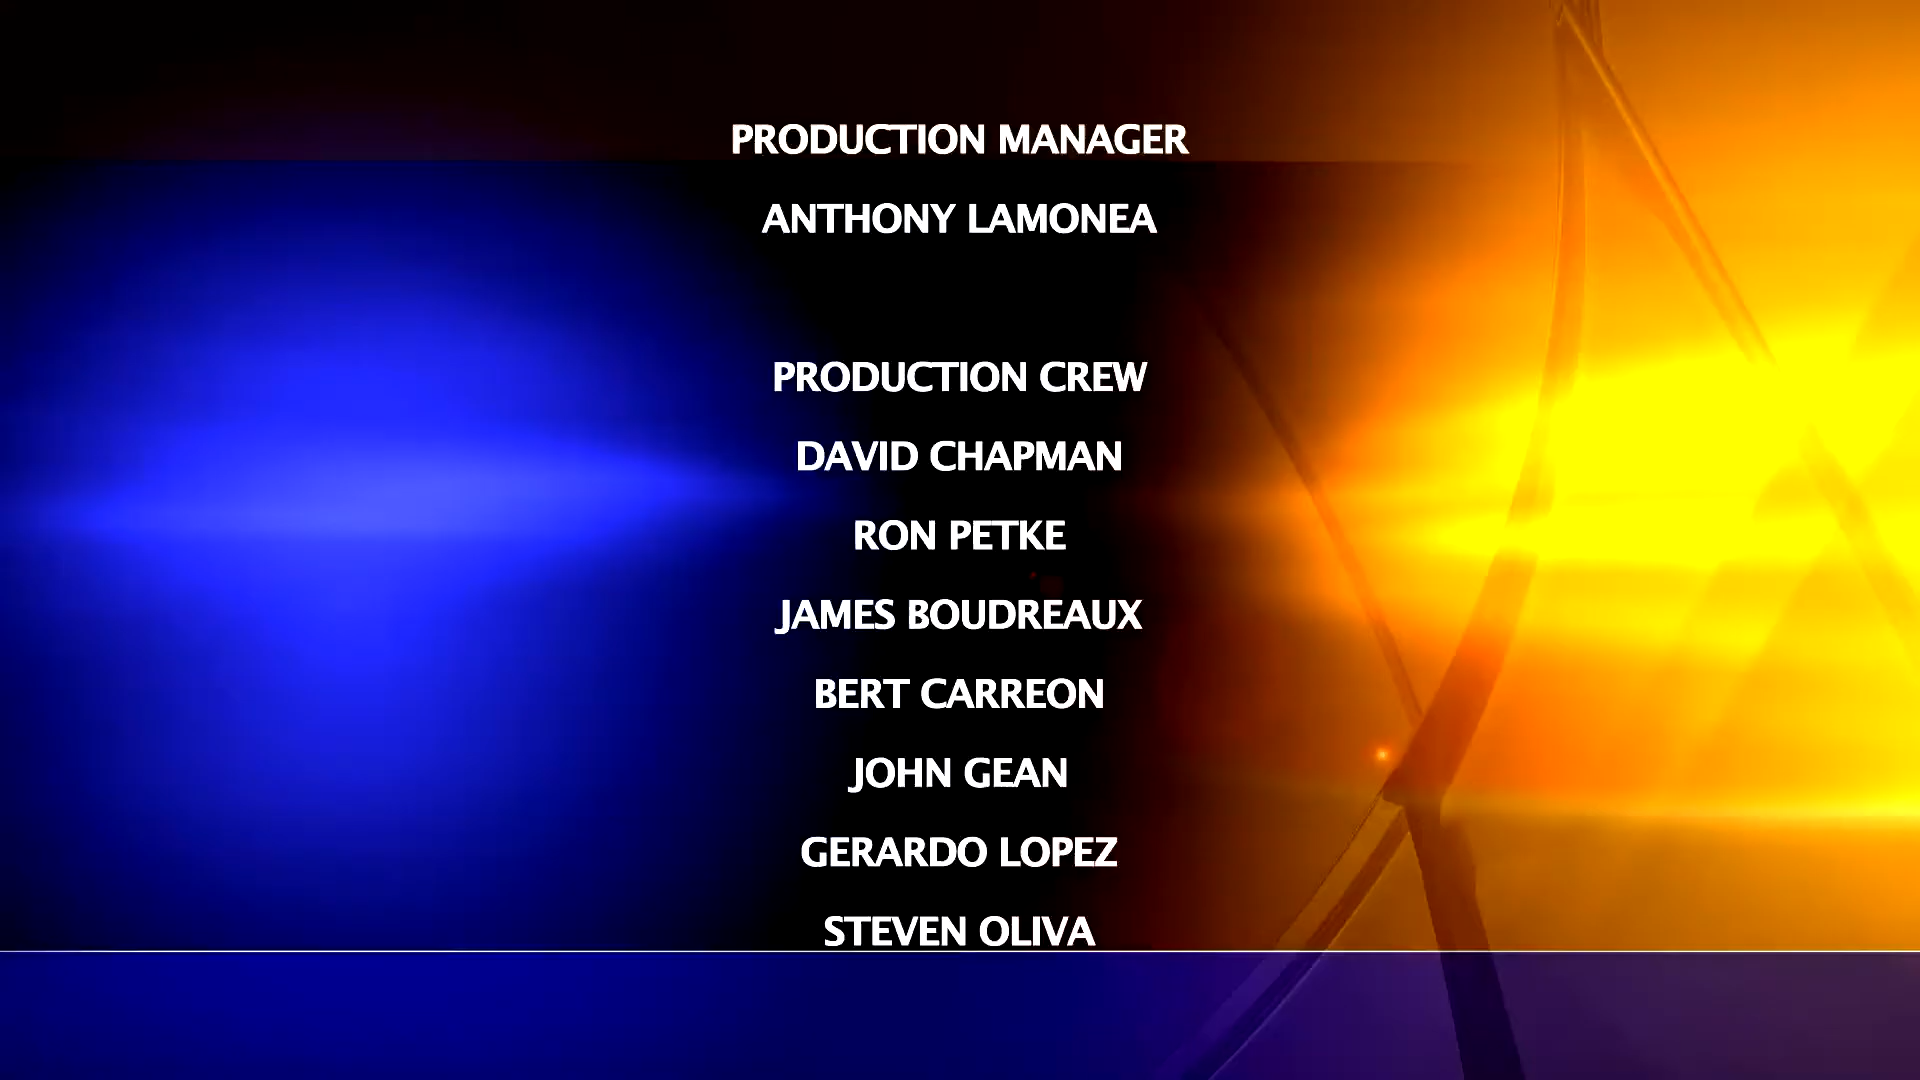 PRODUCTION MANAGER
ANTHONY LAMONEA
PRODUCTION CREW
DAVID CHAPMAN
RON PETKE
JAMES BOUDREAUX
BERT CARREON
JOHN GEAN
GERARDO LOPEZ
STEVEN OLIVA